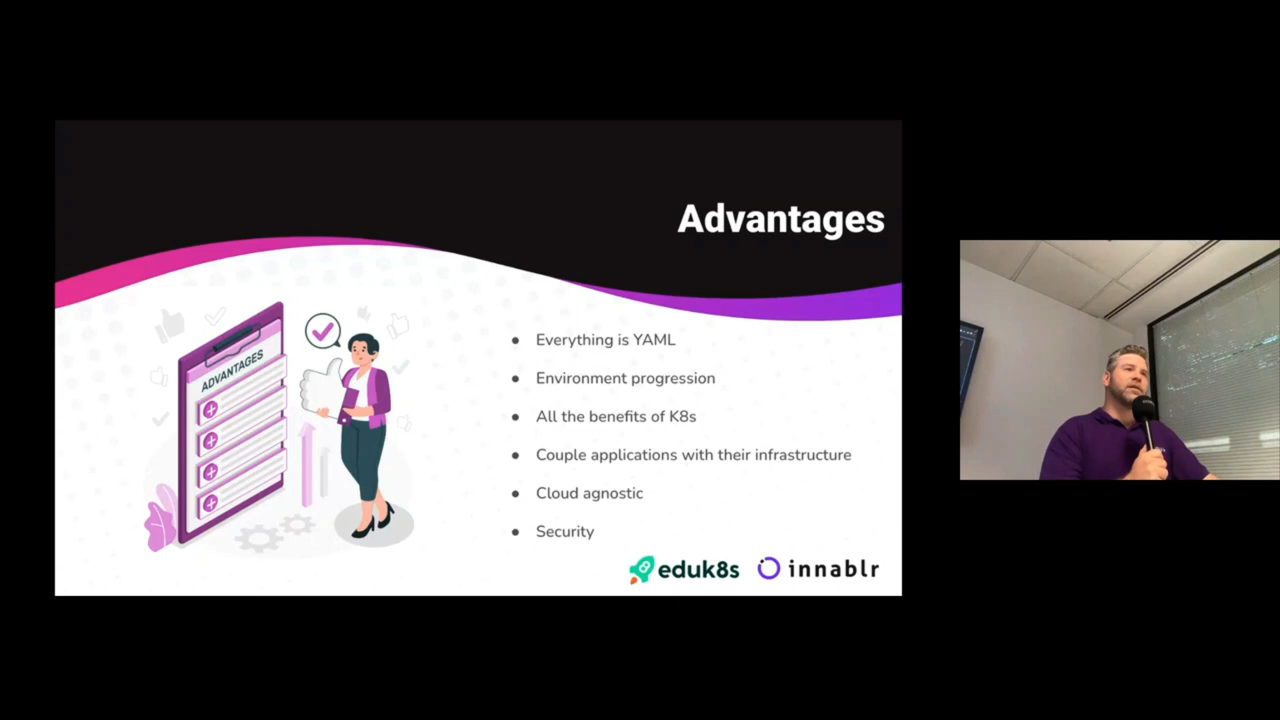 Advantages
ADVANTAGES
• Everything is YAML
• Environment progression
• All the benefits of K8s
• Couple applications with their infrastructure
• Cloud agnostic
• Security
eduk8s
innablr